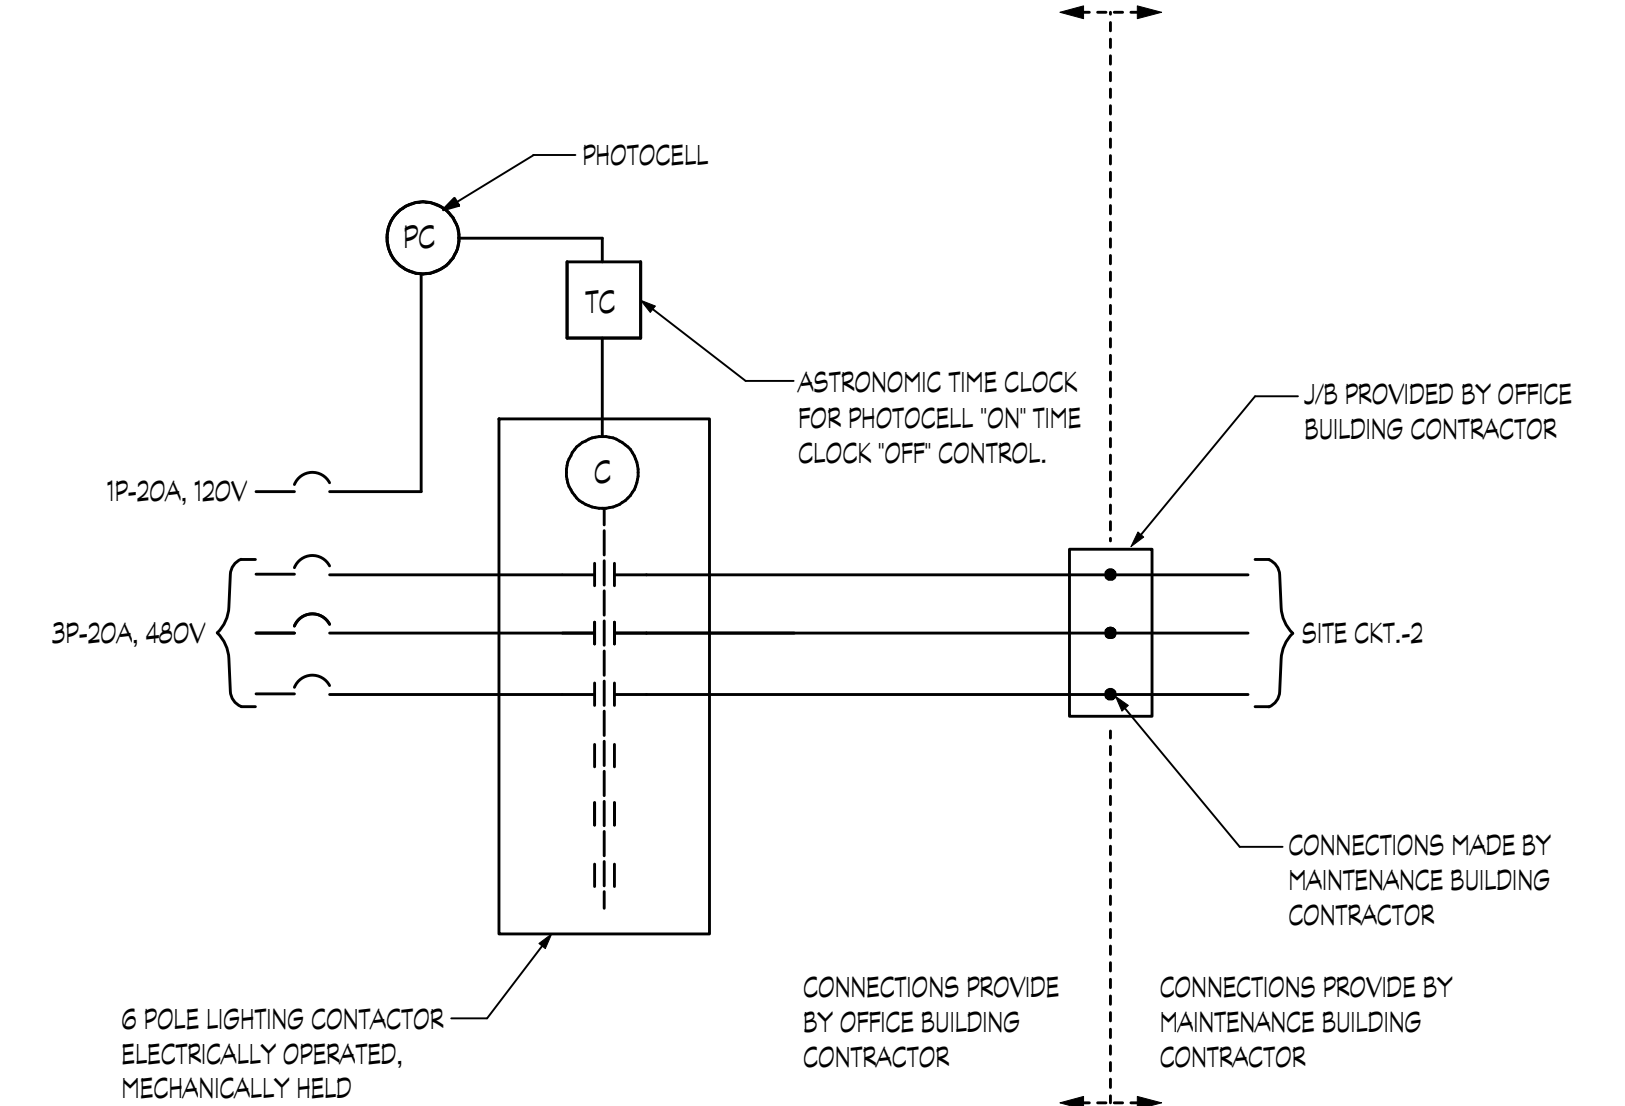 PHOTOCELL
PC
TC
ASTRONOMIC TIME CLOCK
FOR PHOTOCELL "ON" TIME
CLOCK "OFF" CONTROL.
J/B PROVIDED BY OFFICE
BUILDING CONTRACTOR
C
1P-20A, 120V
3P-20A, 480V
SITE CKT.-2
CONNECTIONS MADE BY
MAINTENANCE BUILDING
CONTRACTOR
6 POLE LIGHTING CONTACTOR
ELECTRICALLY OPERATED,
MECHANICALLY HELD
CONNECTIONS PROVIDE
BY OFFICE BUILDING
CONTRACTOR
CONNECTIONS PROVIDE BY
MAINTENANCE BUILDING
CONTRACTOR